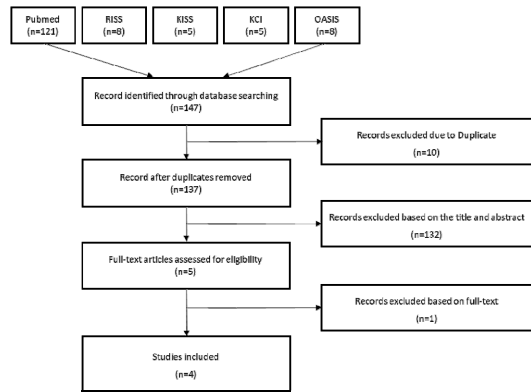 Pubmed
(n=121)
RISS
(n=8)
KISS
(n=5)
KCI
(n=5)
OASIS
(n=8)
Record identified through database searching
(n=147)
Records excluded due to Duplicate
(n=10)
Record after duplicates removed
(n=137)
Records excluded based on the title and abstract
(n=132)
Full-text articles assessed for eligibility
(n=5)
Records excluded based on full-text
(n=1)
Studies included
(n=4)